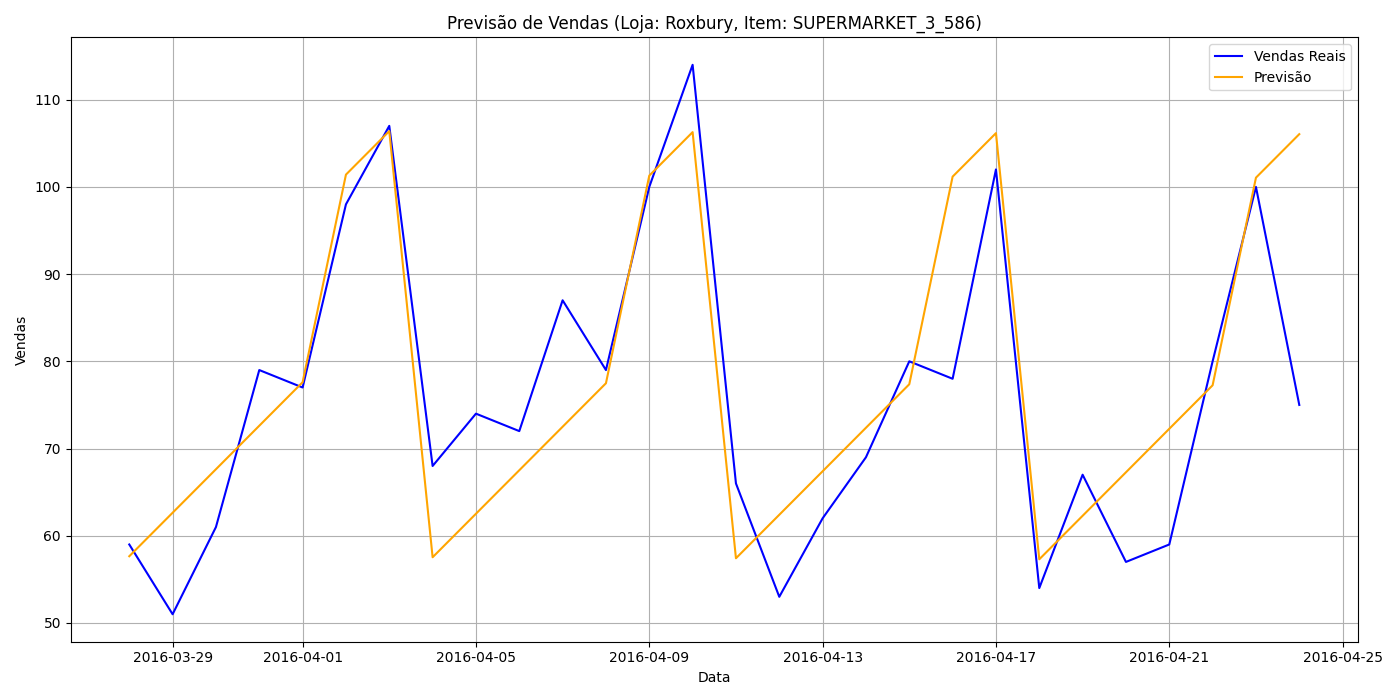 Previsão de Vendas (Loja: Roxbury, Item: SUPERMARKET_3_586)
Vendas Reais
Previsão
110
100
90
80
70
60
50
Vendas
2016-03-29 2016-04-01 2016-04-05 2016-04-09 2016-04-13 2016-04-17 2016-04-21 2016-04-25
Data